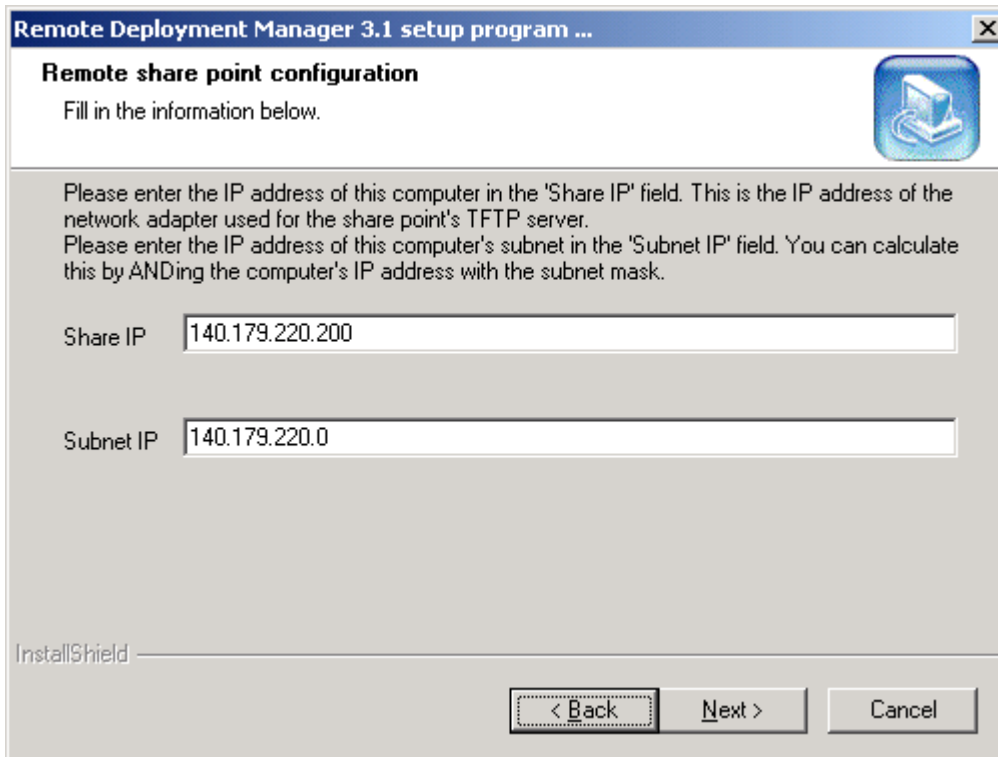 Remote Deployment Manager 3.1 setup program ...
Remote share point configuration
Fill in the information below.
Please enter the IP address of this computer in the 'Share IP' field. This is the IP address of the
network adapter used for the share point's TFTP server.
Please enter the IP address of this computer's subnet in the 'Subnet IP' field. You can calculate
this by ANDing the computer's IP address with the subnet mask.
Share IP 140.179.220.200
Subnet IP 140.179.220.0
InstallShield
< Back Next > Cancel